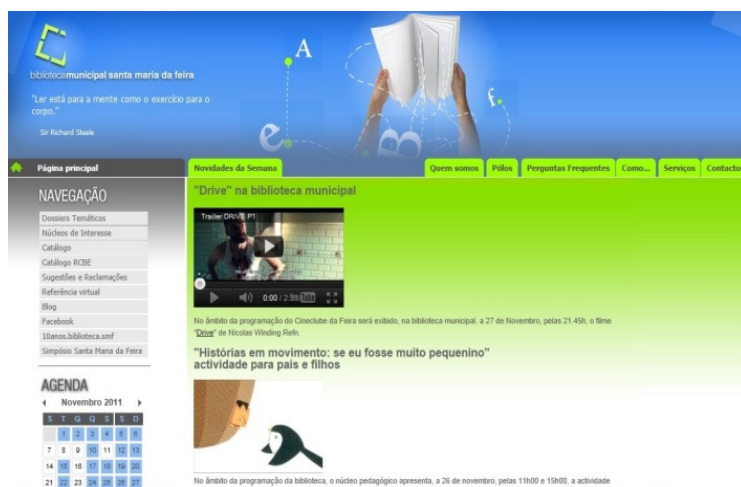 A
e
B
f
bibliotecamunicipal santa maria da feira
"Ler está para a mente como o exercício para o
corpo."
Sir Richard Steele
Página principal
Novidades da Semana
Quem somos
Pólos
Perguntas Frequentes
Como...
Serviços
Contacto
NAVEGAÇÃO
Dossiers Temáticos
Núcleos de Interesse
Catálogo
Catálogo RCBE
Sugestões e Reclamações
Referência virtual
Blog
Facebook
10anos.biblioteca.smf
Simpósio Santa Maria da Feira
AGENDA
Novembro 2011
S T Q Q S S D
1 2 3 4 5 6
7 8 9 10 11 12 13
14 15 16 17 18 19 20
21 22 23 24 25 26 27
"Drive" na biblioteca municipal
Trailer DRIVE P1
0:00
No âmbito da programação do Cineclube da Feira será exibido, na biblioteca municipal, a 27 de Novembro, pelas 21.45h, o filme
"Drive" de Nicolas Winding Refn.
"Histórias em movimento: se eu fosse muito pequenino"
actividade para pais e filhos
No âmbito da programação da biblioteca, o núcleo pedagógico apresenta, a 26 de novembro, pelas 11h00 e 15h00, a actividade